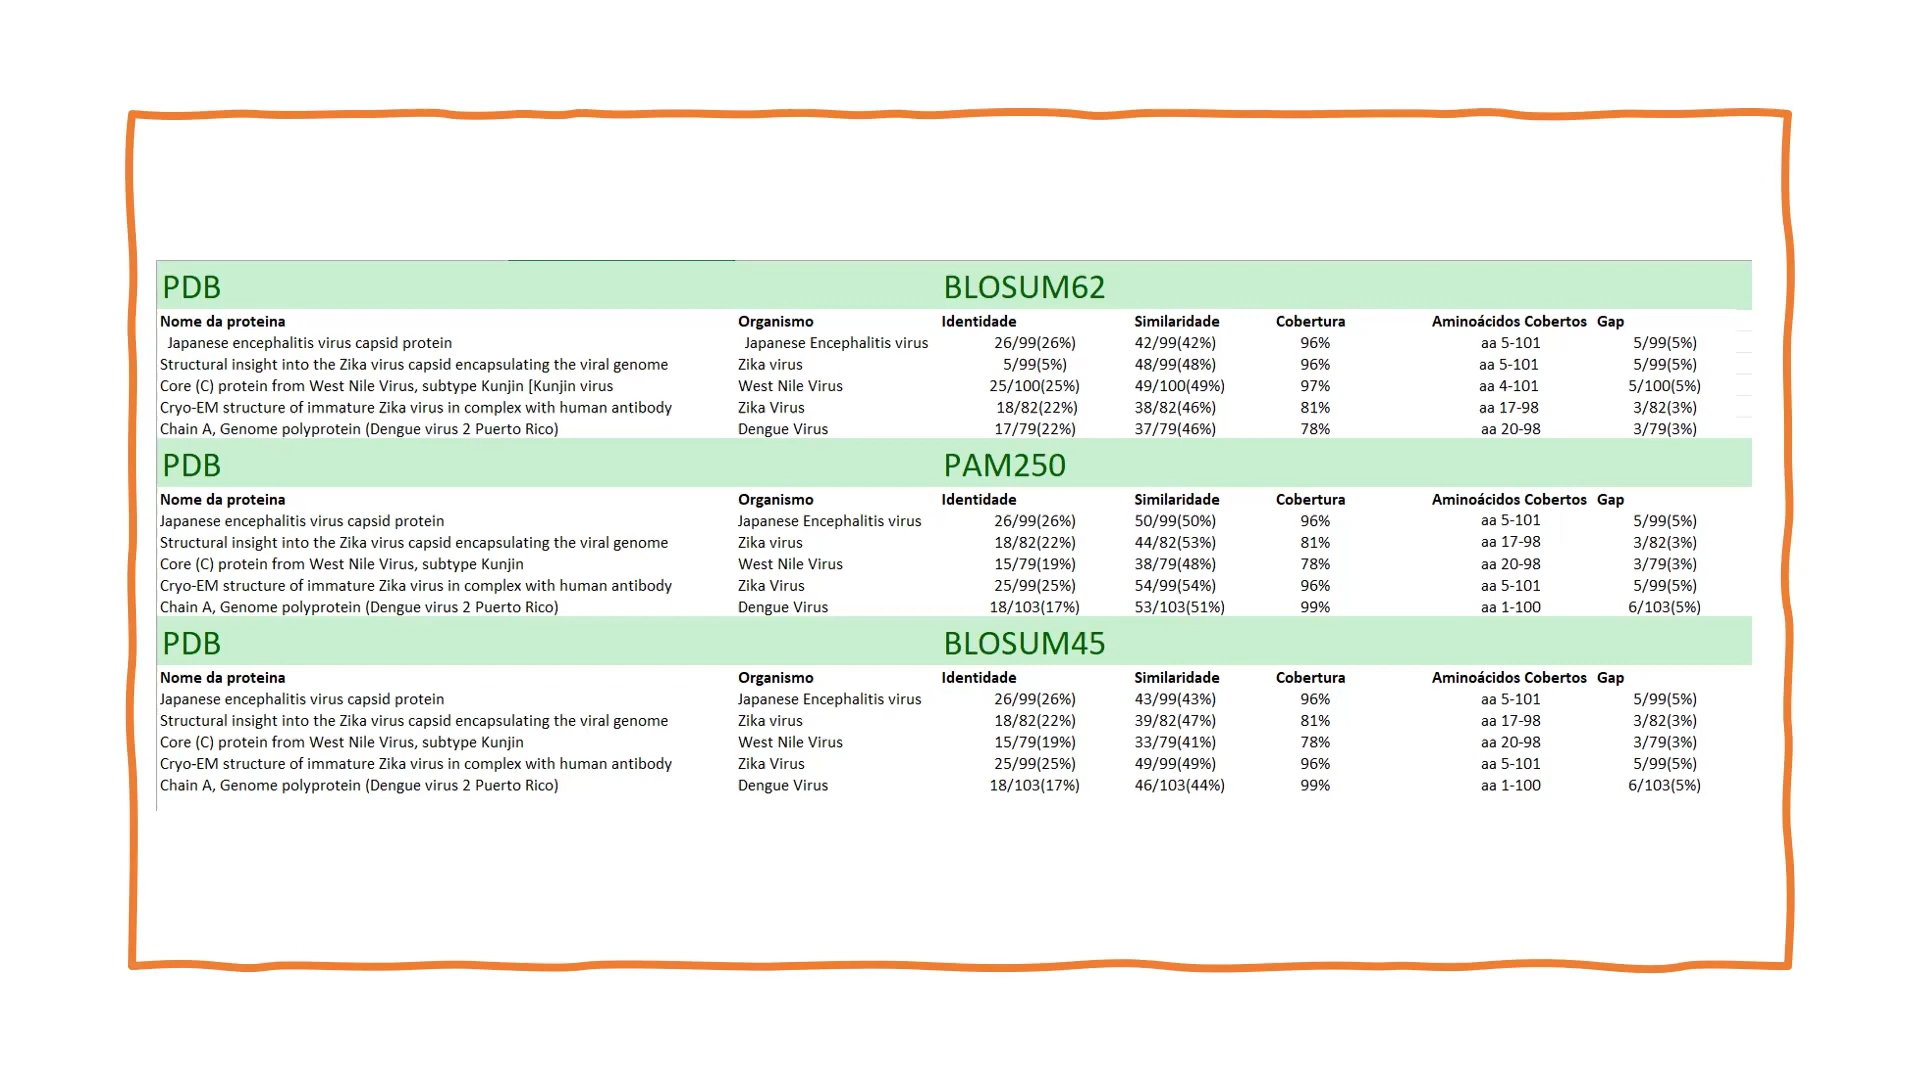 PDB BLOSUM62
Nome da proteina Organismo Identidade Similaridade Cobertura Aminoácidos Cobertos Gap
Japanese encephalitis virus capsid protein Japanese Encephalitis virus 26/99(26%) 42/99(42%) 96% aa 5-101 5/99(5%)
Structural insight into the Zika virus capsid encapsulating the viral genome Zika virus 5/99(5%) 48/99(48%) 96% aa 5-101 5/99(5%)
Core (C) protein from West Nile Virus, subtype Kunjin [Kunjin virus West Nile Virus 25/100(25%) 49/100(49%) 97% aa 4-101 5/100(5%)
Cryo-EM structure of immature Zika virus in complex with human antibody Zika Virus 18/82(22%) 38/82(46%) 81% aa 17-98 3/82(3%)
Chain A, Genome polyprotein (Dengue virus 2 Puerto Rico) Dengue Virus 17/79(22%) 37/79(46%) 78% aa 20-98 3/79(3%)
PDB PAM250
Nome da proteina Organismo Identidade Similaridade Cobertura Aminoácidos Cobertos Gap
Japanese encephalitis virus capsid protein Japanese Encephalitis virus 26/99(26%) 50/99(50%) 96% aa 5-101 5/99(5%)
Structural insight into the Zika virus capsid encapsulating the viral genome Zika virus 18/82(22%) 44/82(53%) 81% aa 17-98 3/82(3%)
Core (C) protein from West Nile Virus, subtype Kunjin West Nile Virus 15/79(19%) 38/79(48%) 78% aa 20-98 3/79(3%)
Cryo-EM structure of immature Zika virus in complex with human antibody Zika Virus 25/99(25%) 54/99(54%) 96% aa 5-101 5/99(5%)
Chain A, Genome polyprotein (Dengue virus 2 Puerto Rico) Dengue Virus 18/103(17%) 53/103(51%) 99% aa 1-100 6/103(5%)
PDB BLOSUM45
Nome da proteina Organismo Identidade Similaridade Cobertura Aminoácidos Cobertos Gap
Japanese encephalitis virus capsid protein Japanese Encephalitis virus 26/99(26%) 43/99(43%) 96% aa 5-101 5/99(5%)
Structural insight into the Zika virus capsid encapsulating the viral genome Zika virus 18/82(22%) 39/82(47%) 81% aa 17-98 3/82(3%)
Core (C) protein from West Nile Virus, subtype Kunjin West Nile Virus 15/79(19%) 33/79(41%) 78% aa 20-98 3/79(3%)
Cryo-EM structure of immature Zika virus in complex with human antibody Zika Virus 25/99(25%) 49/99(49%) 96% aa 5-101 5/99(5%)
Chain A, Genome polyprotein (Dengue virus 2 Puerto Rico) Dengue Virus 18/103(17%) 46/103(44%) 99% aa 1-100 6/103(5%)